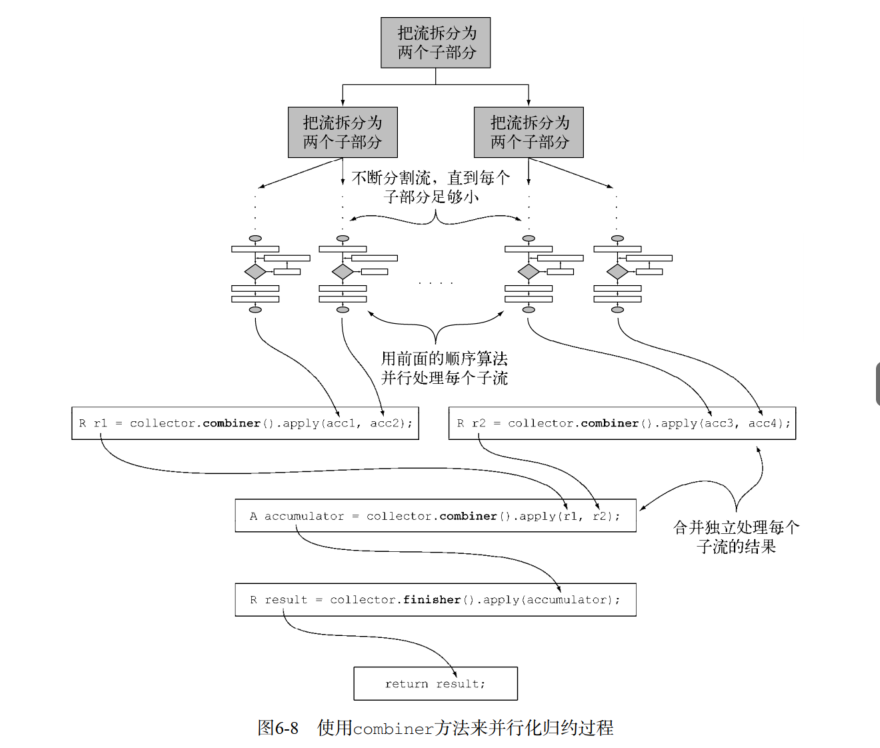 把流拆分为
两个子部分
把流拆分为
两个子部分
把流拆分为
两个子部分
不断分割流，直到每个
子部分足够小
用前面的顺序算法
并行处理每个子流
R r1 = collector.combiner().apply(acc1, acc2);
R r2 = collector.combiner().apply(acc3, acc4);
A accumulator = collector.combiner().apply(r1, r2);
合并独立处理每个
子流的结果
R result = collector.finisher().apply(accumulator);
return result;
图6-8 使用combiner方法来并行化归约过程